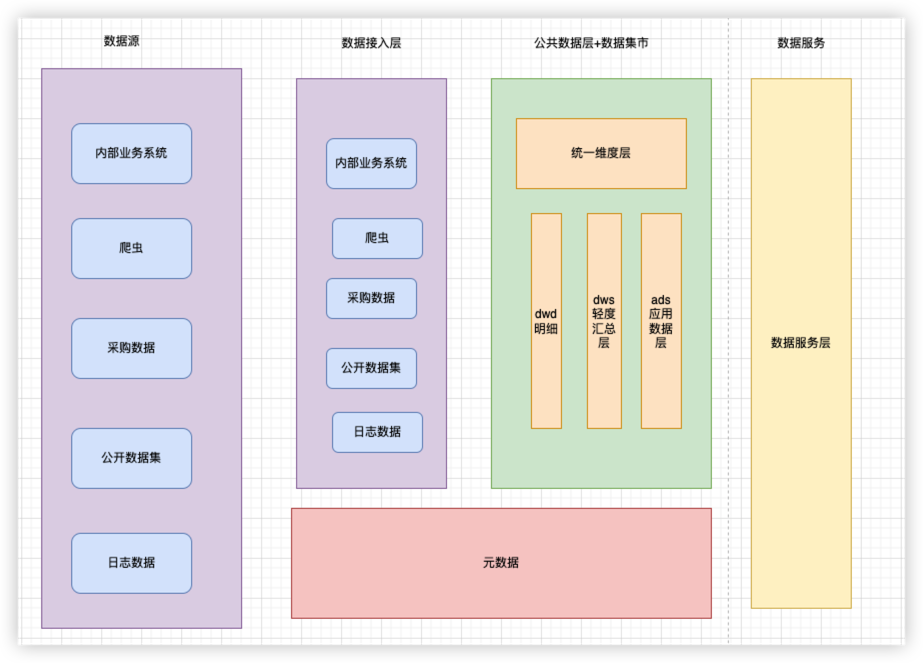 数据源
数据接入层
公共数据层+数据集市
数据服务
内部业务系统
爬虫
采购数据
公开数据集
日志数据
内部业务系统
爬虫
采购数据
公开数据集
日志数据
统一维度层
dwd
明细
dws
轻度
汇总
层
ads
应用
数据
层
元数据
数据服务层